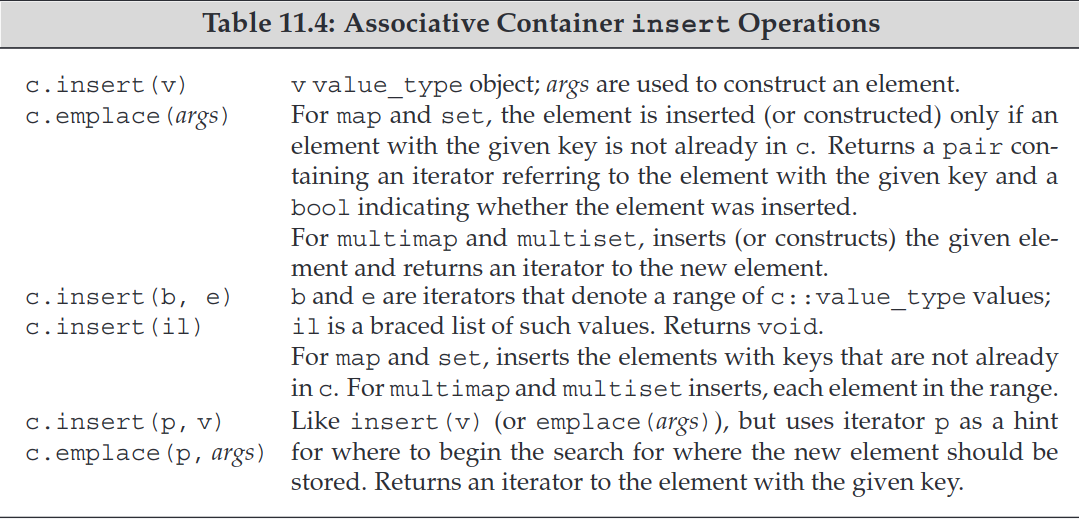 Table 11.4: Associative Container insert Operations
c.insert(v) v value_type object; args are used to construct an element.
c.emplace(args) For map and set, the element is inserted (or constructed) only if an
element with the given key is not already in c. Returns a pair con-
taining an iterator referring to the element with the given key and a
bool indicating whether the element was inserted.
For multimap and multiset, inserts (or constructs) the given ele-
ment and returns an iterator to the new element.
c.insert(b, e) b and e are iterators that denote a range of c::value_type values;
c.insert(il) il is a braced list of such values. Returns void.
For map and set, inserts the elements with keys that are not already
in c. For multimap and multiset inserts, each element in the range.
c.insert(p, v) Like insert(v) (or emplace(args)), but uses iterator p as a hint
c.emplace(p, args) for where to begin the search for where the new element should be
stored. Returns an iterator to the element with the given key.